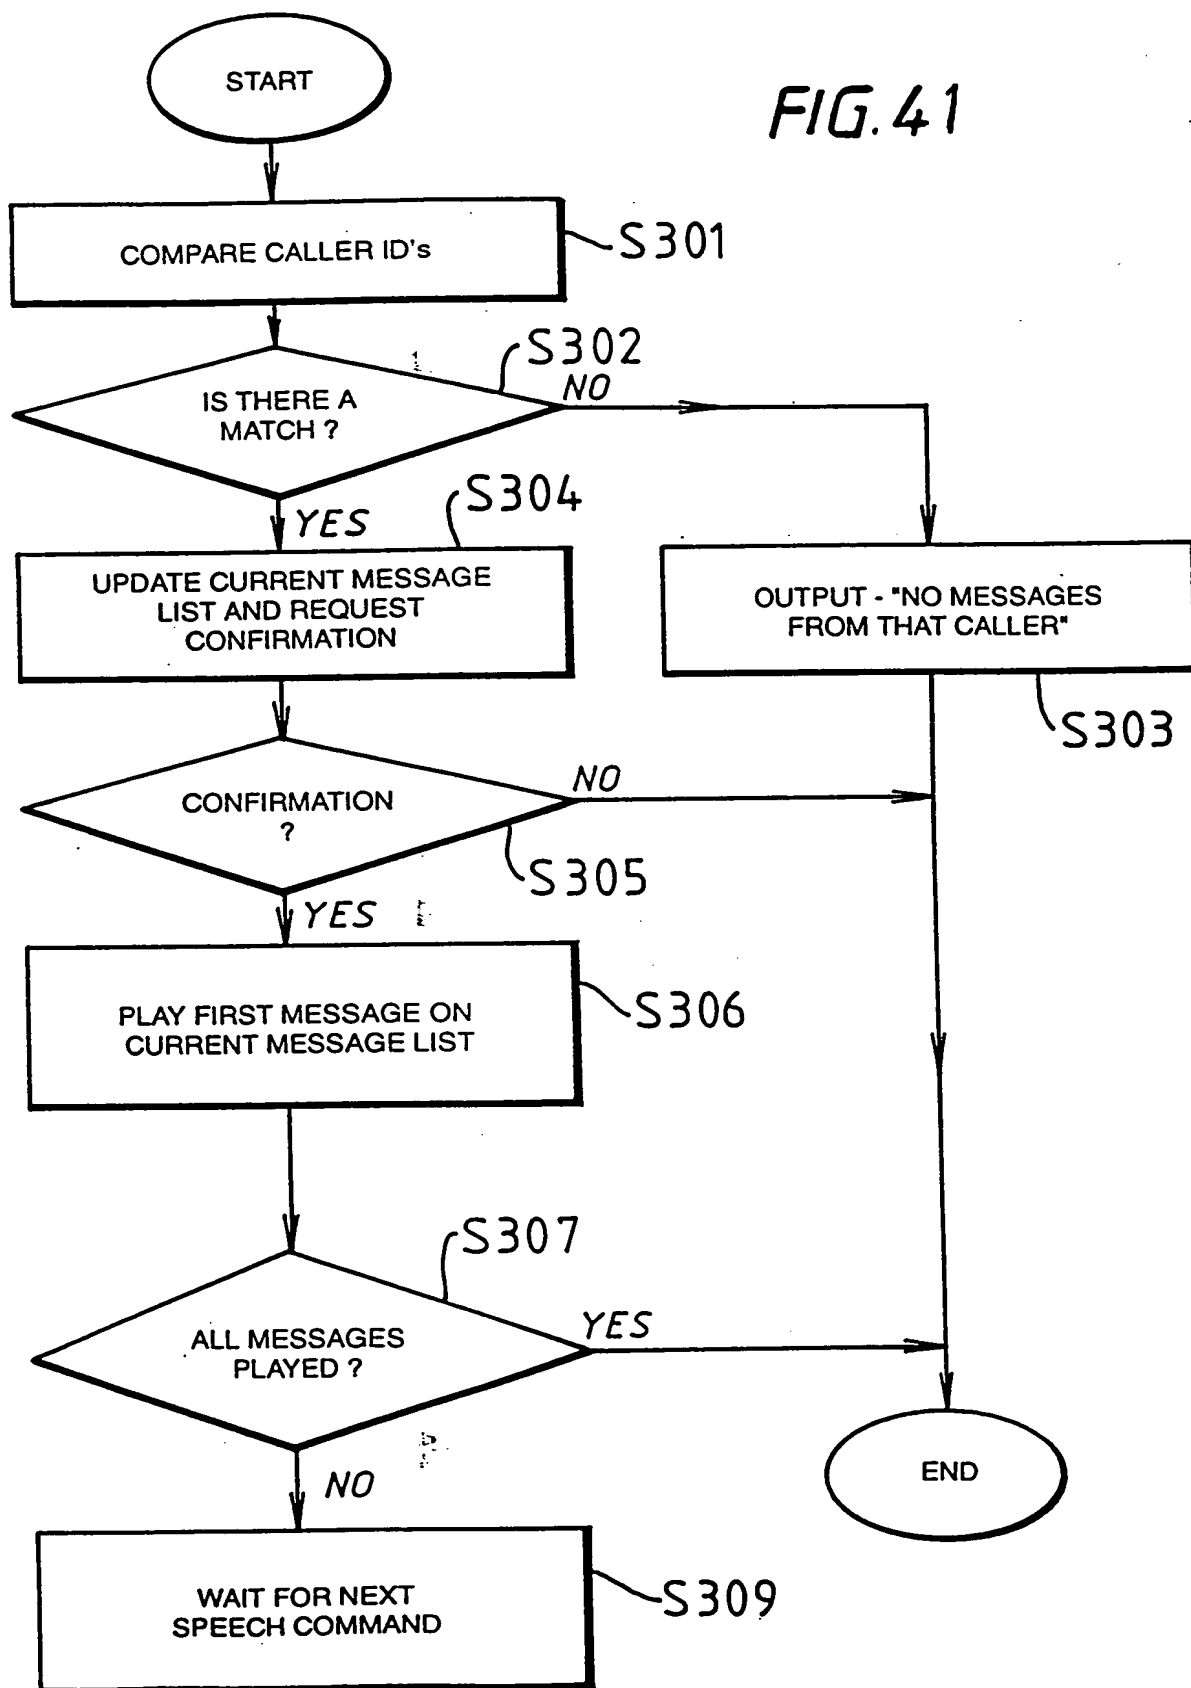 START
FIG. 41
COMPARE CALLER ID's
S301
S302
IS THERE A
MATCH ?
NO
YES
S304
UPDATE CURRENT MESSAGE
LIST AND REQUEST
CONFIRMATION
OUTPUT - "NO MESSAGES
FROM THAT CALLER"
S303
CONFIRMATION
?
NO
S305
YES
PLAY FIRST MESSAGE ON
CURRENT MESSAGE LIST
S306
S307
ALL MESSAGES
PLAYED ?
YES
NO
END
WAIT FOR NEXT
SPEECH COMMAND
S309